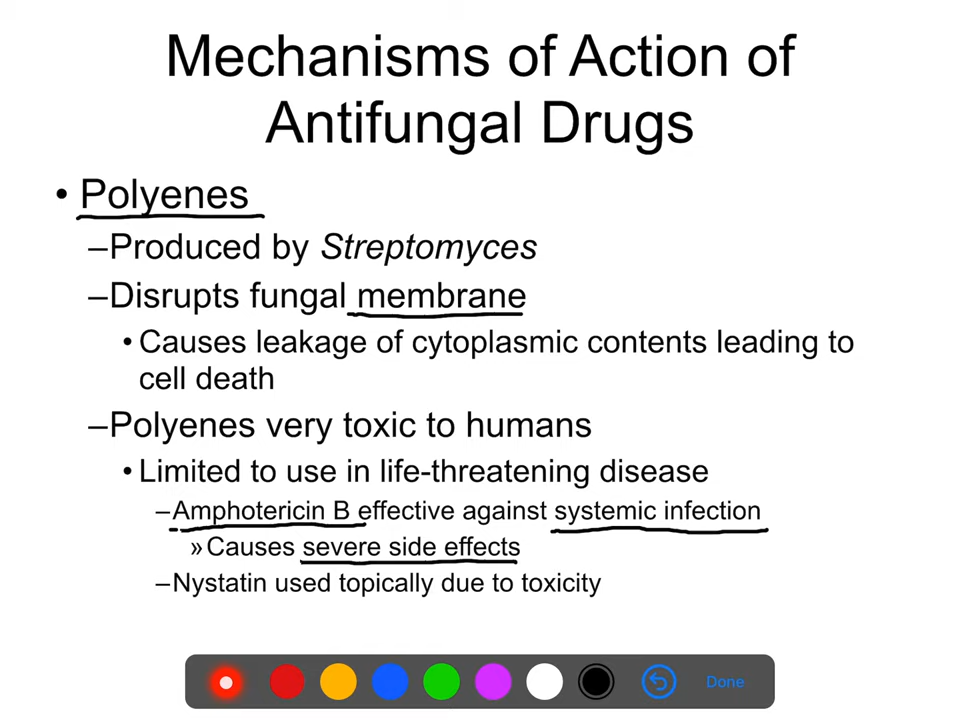 Mechanisms of Action of
Antifungal Drugs
• Polyenes
–Produced by Streptomyces
–Disrupts fungal membrane
• Causes leakage of cytoplasmic contents leading to
cell death
–Polyenes very toxic to humans
• Limited to use in life-threatening disease
–Amphotericin B effective against systemic infection
»Causes severe side effects
–Nystatin used topically due to toxicity
Done